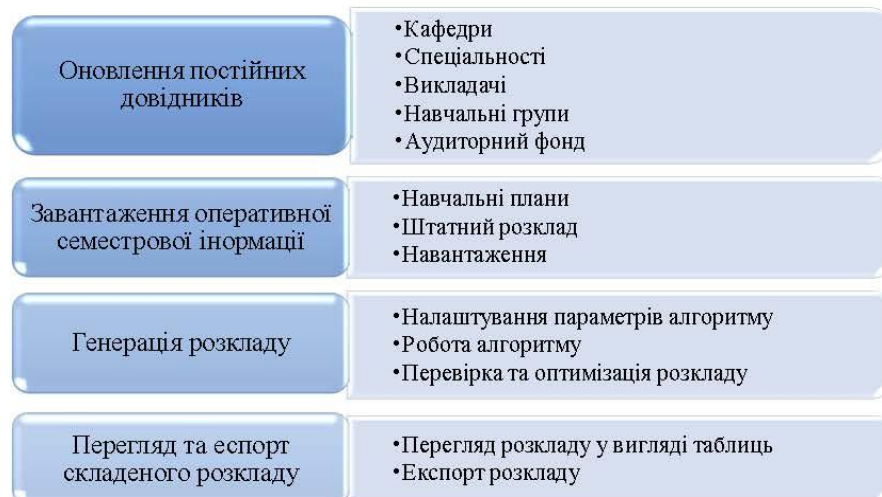 Оновлення постійних
довідників
•Кафедри
•Спеціальності
•Викладачі
•Навчальні групи
•Аудиторний фонд
Завантаження оперативної
семестрової інормації
•Навчальні плани
•Штатний розклад
•Навантаження
Генерація розкладу
•Налаштування параметрів алгоритму
•Робота алгоритму
•Перевірка та оптимізація розкладу
Перегляд та еспорт
складеного розкладу
•Перегляд розкладу у вигляді таблиць
•Експорт розкладу